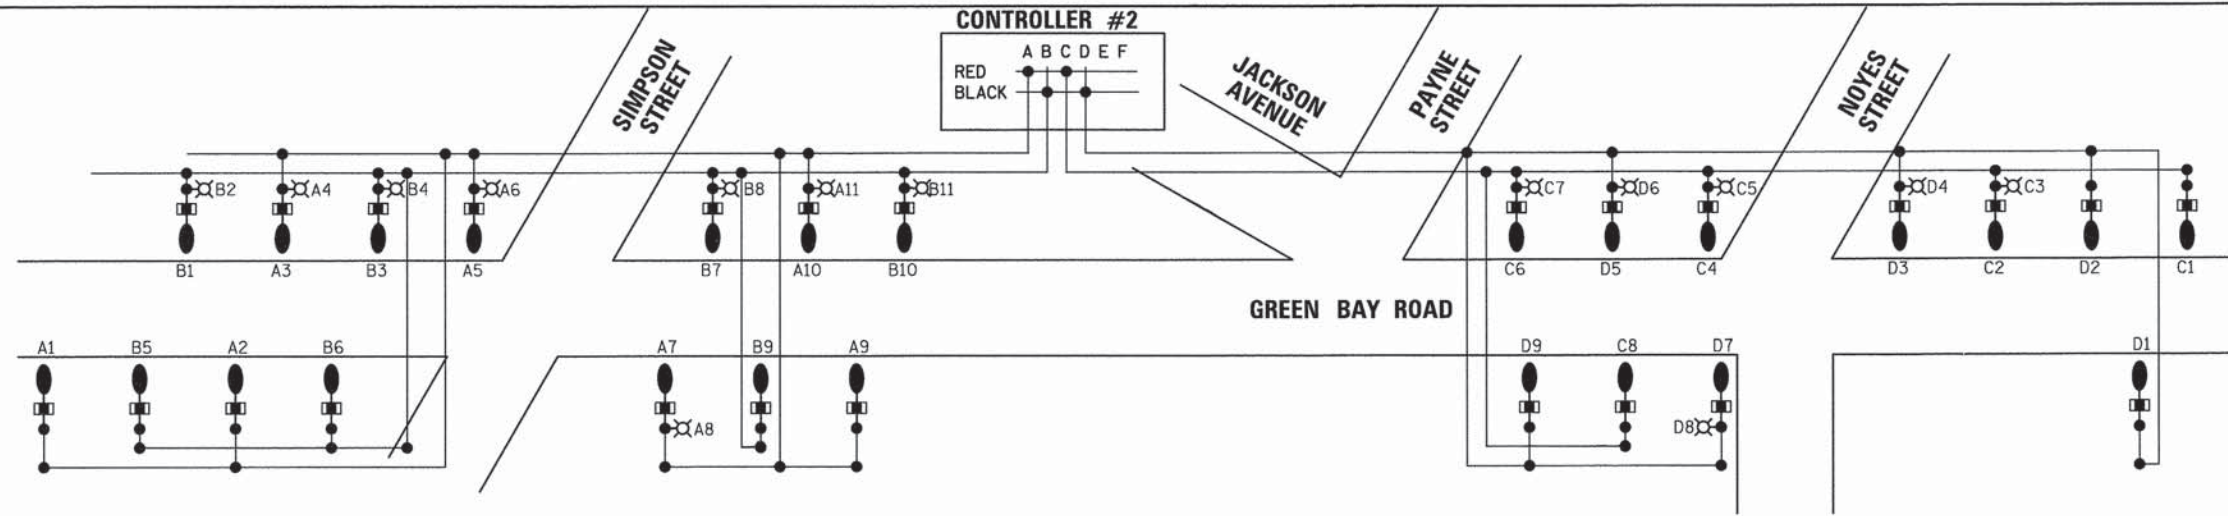 CONTROLLER #2
A B C D E F
RED
BLACK
SIMPSON
STREET
JACKSON
AVENUE
PAYNE
STREET
NOYES
STREET
B2 A4 B4 A6 B8 A11 B11 C7 D6 C5 D4 C3
B1 A3 B3 A5 B7 A10 B10 C6 D5 C4 D3 C2 D2 C1
GREEN BAY ROAD
A1 B5 A2 B6 A7 B9 A9 D9 C8 D7 D1
A8 D8